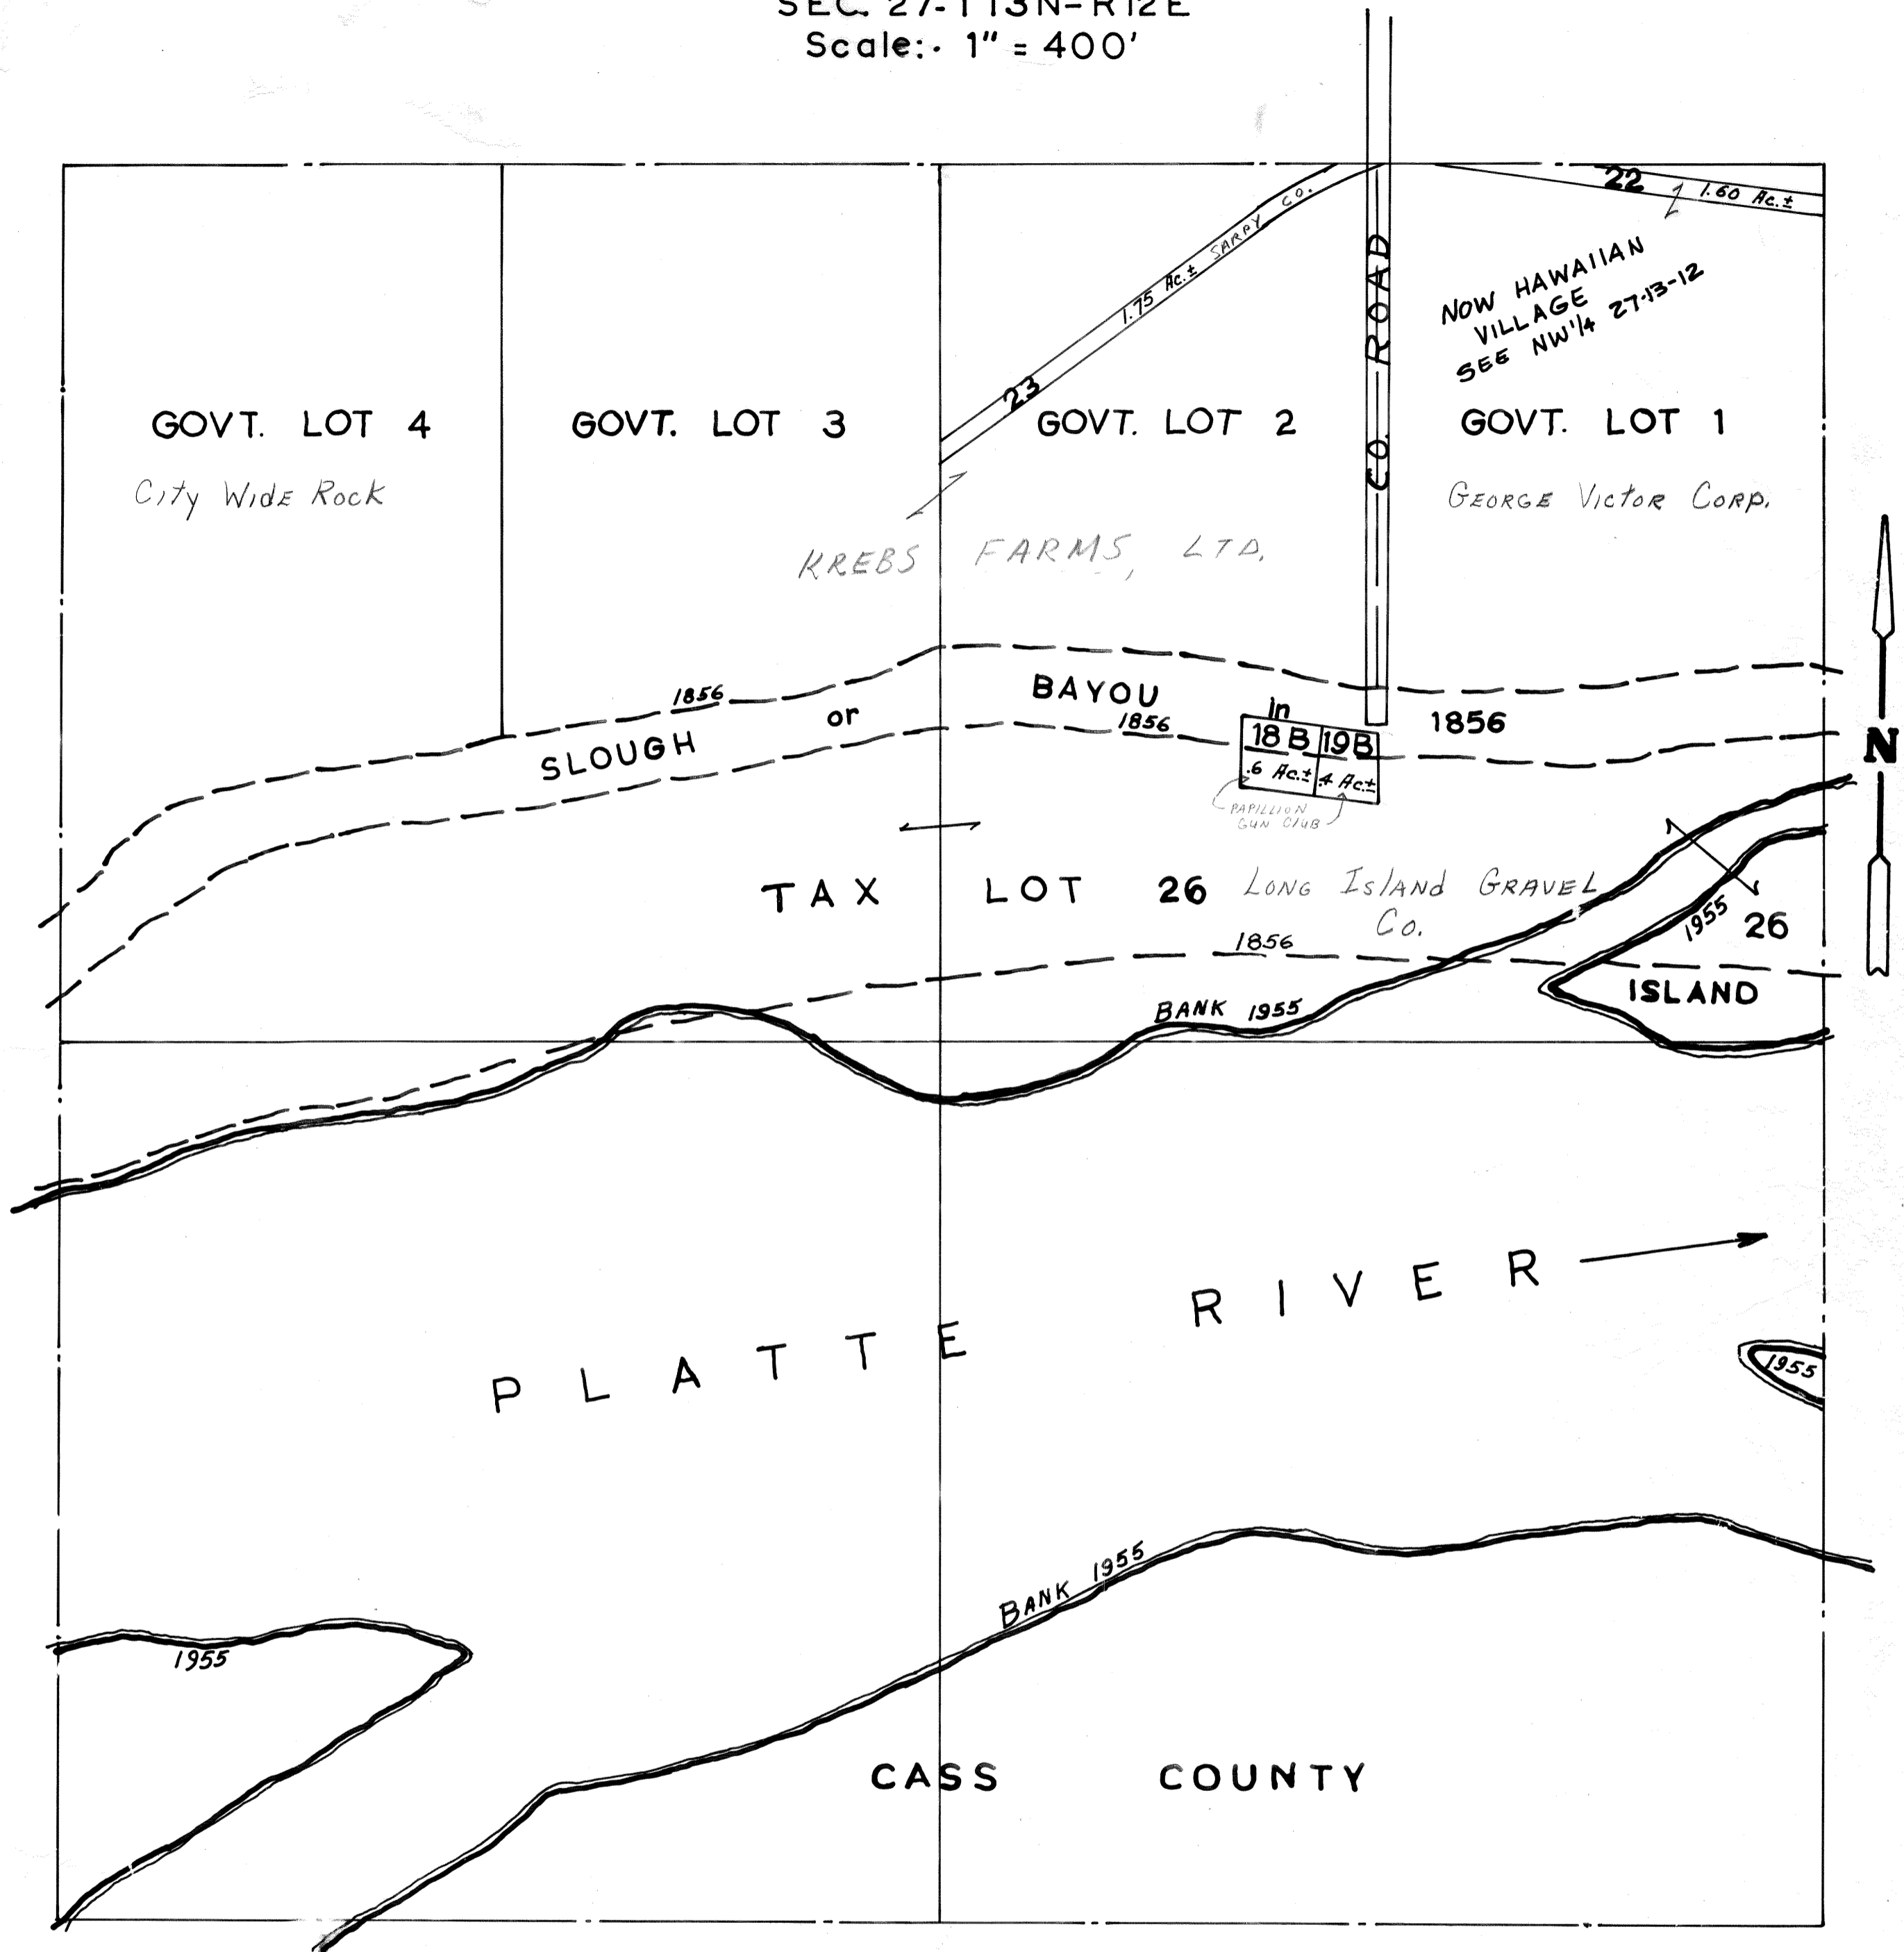 SEC. 27-T13N-R12E
Scale:- 1" = 400'
22
1.60 Ac.±
1.75 Ac.± SARPY CO.
23
CO. ROAD
NOW HAWAIIAN
VILLAGE
SEE NW'/4 27-13-12
GOVT. LOT 4
GOVT. LOT 3
GOVT. LOT 2
GOVT. LOT 1
City Wide Rock
George Victor Corp.
KREBS FARMS, LTD.
1856
BAYOU
or
SLOUGH
1856
in
18 B
19B
.6 Ac.±
.4 Ac.±
1856
N
PAPILLION
GUN CLUB
TAX LOT 26
Long Island Gravel
Co.
1856
1955
26
ISLAND
BANK 1955
PLATTE RIVER
1955
BANK 1955
1955
CASS COUNTY